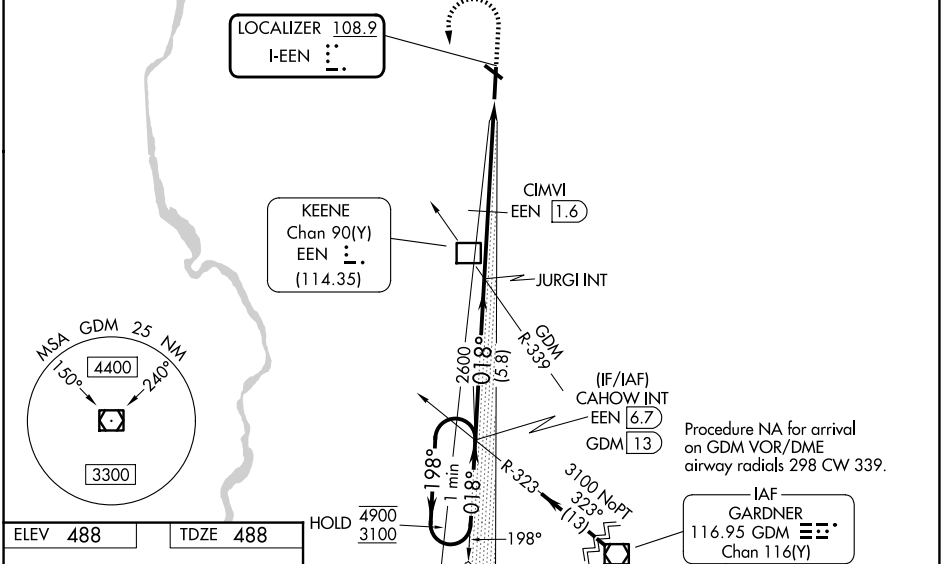 LOCALIZER 108.9
I-EEN
CIMVI
EEN 1.6
KEENE
Chan 90(Y)
EEN
(114.35)
JURGI INT
GDM
R-339
MSA GDM 25 NM
150°
240°
4400
3300
2600
018°
(5.8)
(IF/IAF)
CAHOW INT
EEN 6.7
GDM 13
Procedure NA for arrival
on GDM VOR/DME
airway radials 298 CW 339.
198°
1 min
018°
R-323
3100 NoPT
323°
(13)
IAF
GARDNER
116.95 GDM
Chan 116(Y)
HOLD 4900
3100
198°
ELEV 488
TDZE 488